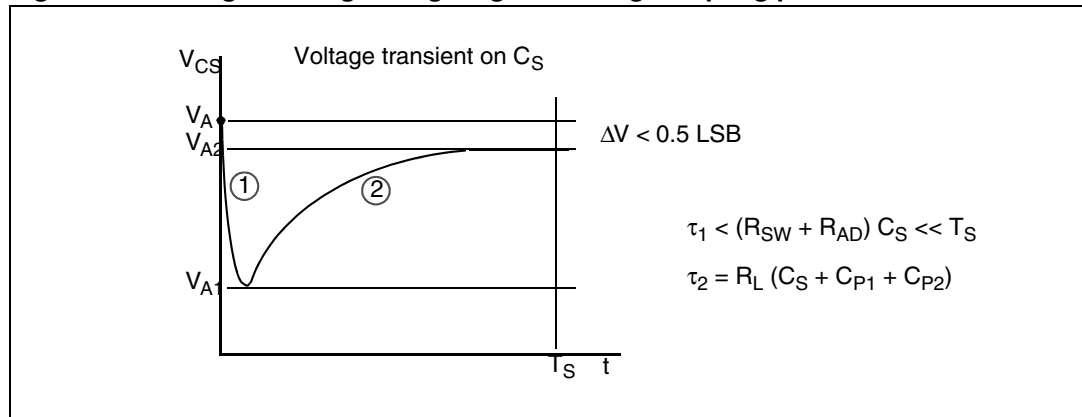 Voltage transient on C_S
V_CS
V_A
V_A2
ΔV < 0.5 LSB
1
2
τ_1 < (R_SW + R_AD) C_S << T_S
τ_2 = R_L (C_S + C_P1 + C_P2)
V_A1
T_S t